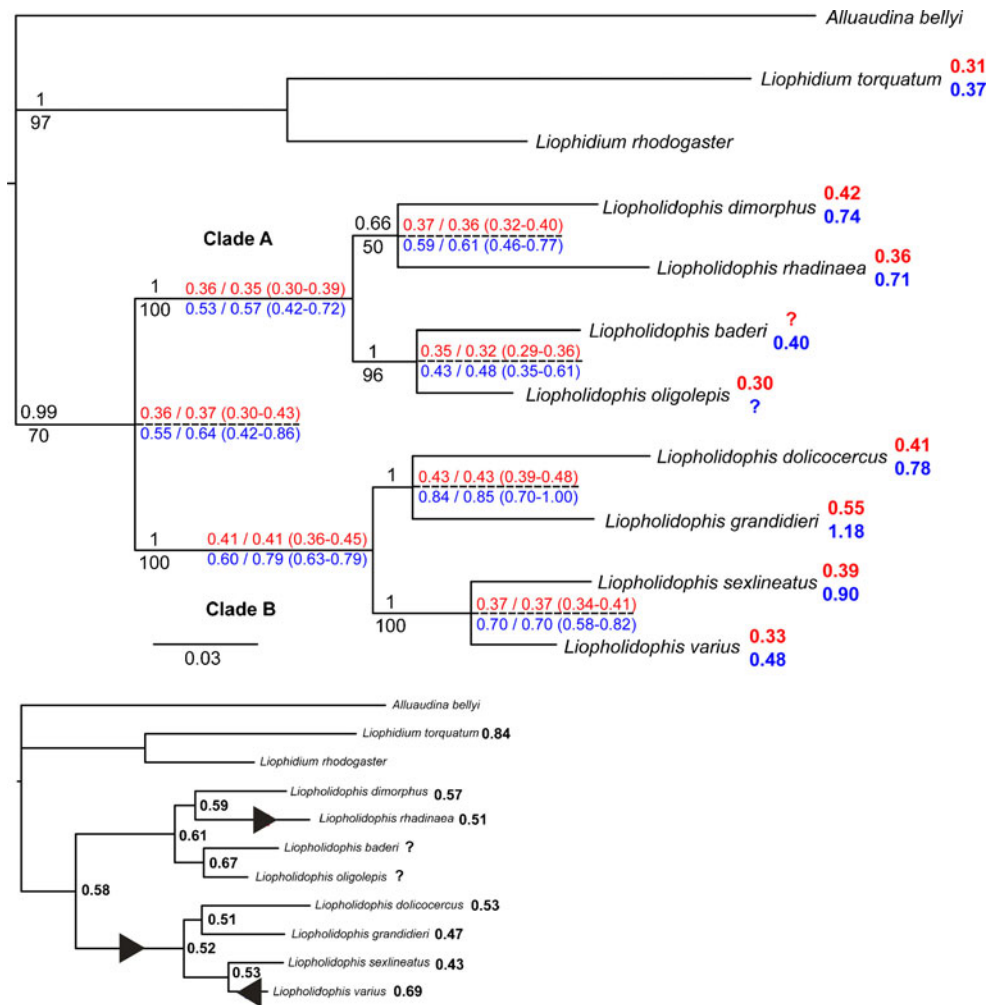 Alluaudina bellyi
Liophidium torquatum 0.31
0.37
1
97
Liophidium rhodogaster
Liopholidophis dimorphus 0.42
0.74
0.66
50
0.37 / 0.36 (0.32-0.40)
0.59 / 0.61 (0.46-0.77)
Clade A
Liopholidophis rhadinaea 0.36
0.71
1
100
0.36 / 0.35 (0.30-0.39)
0.53 / 0.57 (0.42-0.72)
Liopholidophis baderi ?
0.40
1
96
0.35 / 0.32 (0.29-0.36)
0.43 / 0.48 (0.35-0.61)
Liopholidophis oligolepis 0.30
?
0.99
70
0.36 / 0.37 (0.30-0.43)
0.55 / 0.64 (0.42-0.86)
Liopholidophis dolicocercus 0.41
0.78
1
0.43 / 0.43 (0.39-0.48)
0.84 / 0.85 (0.70-1.00)
Liopholidophis grandidieri 0.55
1.18
1
100
0.41 / 0.41 (0.36-0.45)
0.60 / 0.79 (0.63-0.79)
Liopholidophis sexlineatus 0.39
0.90
Clade B
1
100
0.37 / 0.37 (0.34-0.41)
0.70 / 0.70 (0.58-0.82)
Liopholidophis varius 0.33
0.48
0.03
Alluaudina bellyi
Liophidium torquatum 0.84
Liophidium rhodogaster
Liopholidophis dimorphus 0.57
0.59
Liopholidophis rhadinaea 0.51
0.61
Liopholidophis baderi ?
0.67
Liopholidophis oligolepis ?
0.58
Liopholidophis dolicocercus 0.53
0.51
Liopholidophis grandidieri 0.47
0.52
Liopholidophis sexlineatus 0.43
0.53
Liopholidophis varius 0.69